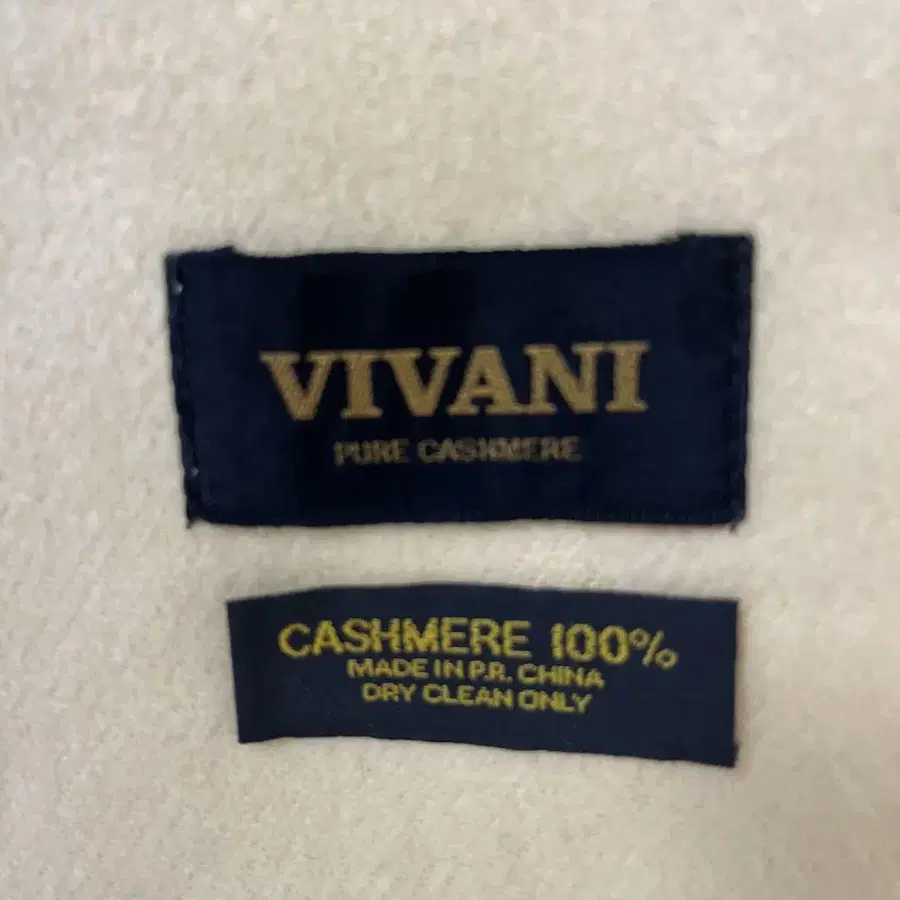 VIVANI
PURE CASHMERE
CASHMERE 100%
MADE IN P.R. CHINA
DRY CLEAN ONLY